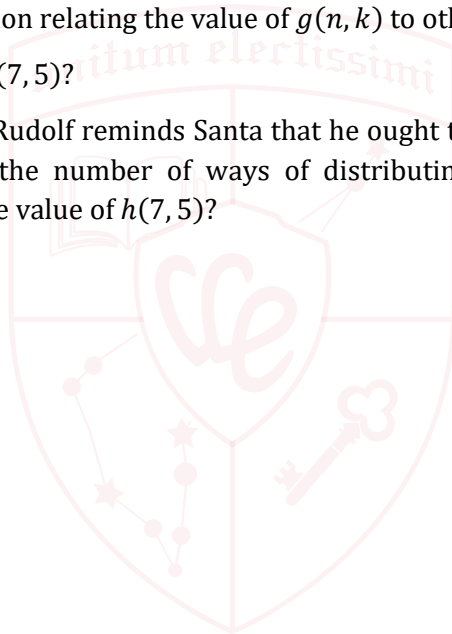 on relating the value of g(n, k) to oth
(7, 5)?
Rudolf reminds Santa that he ought t
the number of ways of distributin
e value of h(7, 5)?
electissimi